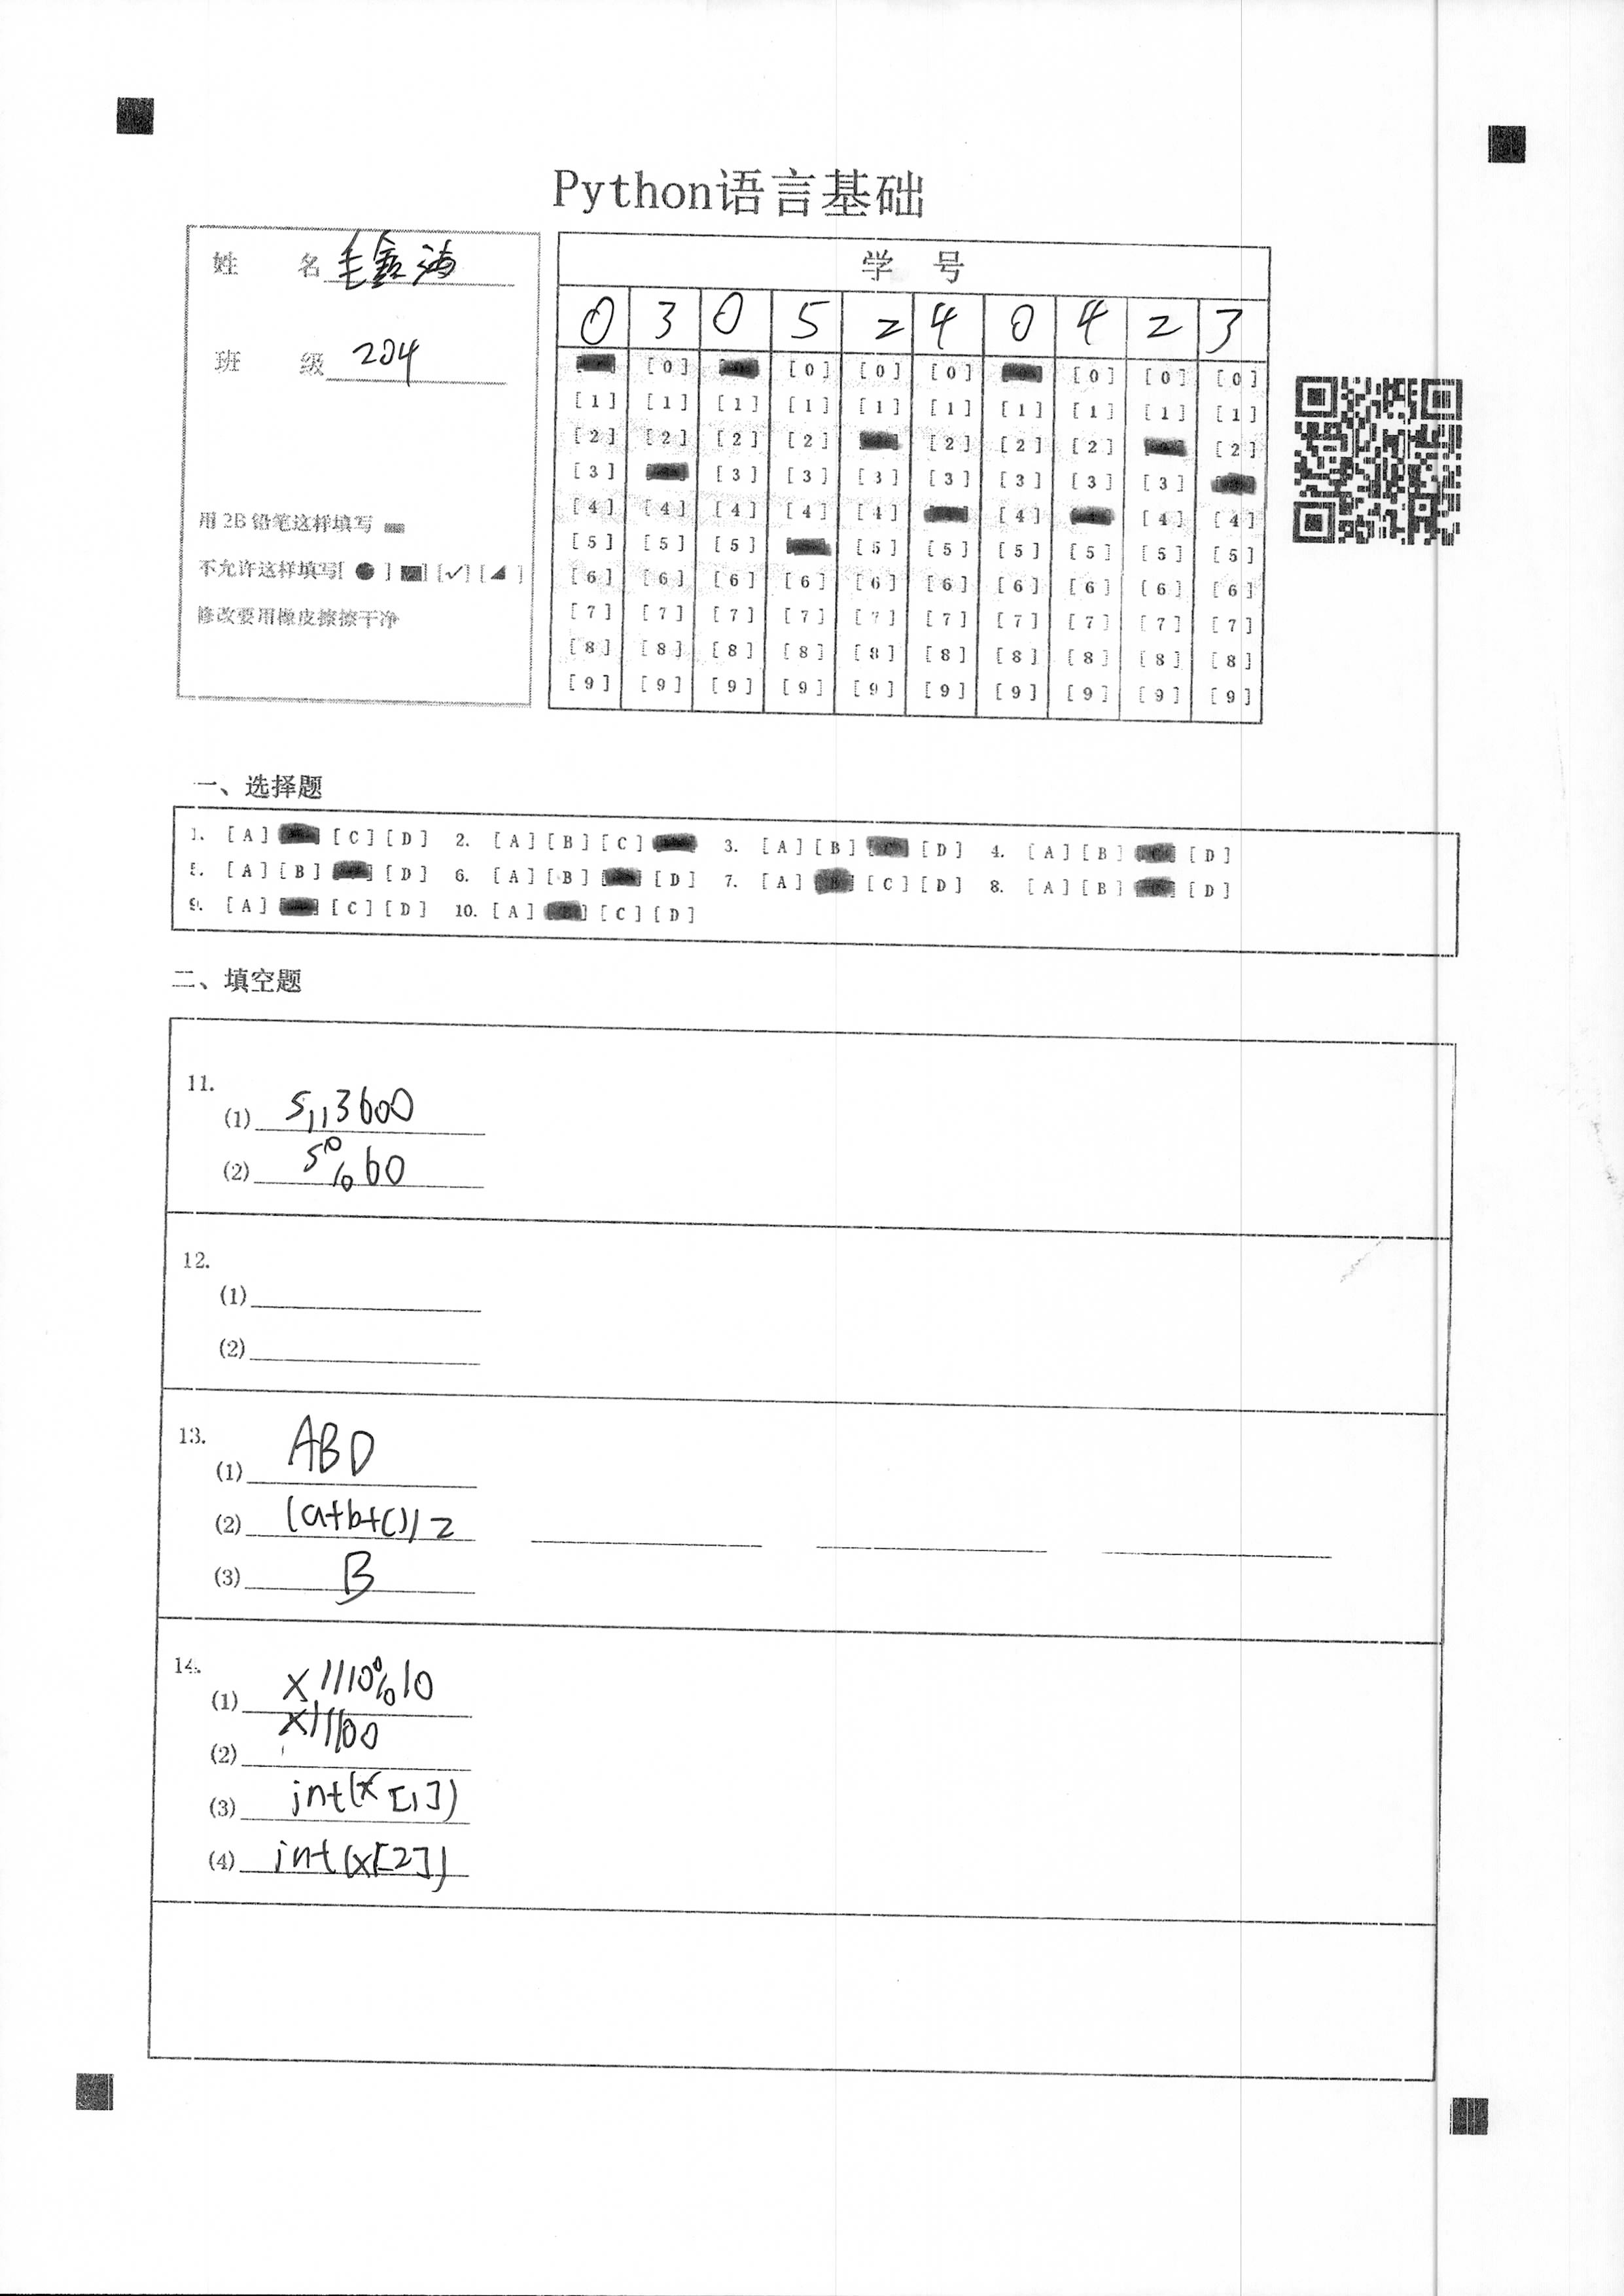 Python语言基础
姓 名 毛鑫海
班 级 204
用 2B 铅笔这样填写
不允许这样填写[ ● ] [■] [✓] [◢ ]
修改要用橡皮擦擦干净
学 号
0 3 0 5 2 4 0 4 2 3
[0] [0] [0] [0] [0] [0] [0]
[1] [1] [1] [1] [1] [1] [1] [1] [1] [1]
[2] [2] [2] [2] [2] [2] [2] [2]
[3] [3] [3] [3] [3] [3] [3] [3]
[4] [4] [4] [4] [4] [4] [4] [4]
[5] [5] [5] [5] [5] [5] [5] [5] [5]
[6] [6] [6] [6] [6] [6] [6] [6] [6] [6]
[7] [7] [7] [7] [7] [7] [7] [7] [7] [7]
[8] [8] [8] [8] [8] [8] [8] [8] [8] [8]
[9] [9] [9] [9] [9] [9] [9] [9] [9] [9]
一、选择题
1. [A] [C] [D] 2. [A] [B] [C] 3. [A] [B] [D] 4. [A] [B] [D]
5. [A] [B] [D] 6. [A] [B] [D] 7. [A] [C] [D] 8. [A] [B] [D]
9. [A] [C] [D] 10. [A] [C] [D]
二、填空题
11.
(1) s//3600
(2) s%60
12.
(1)
(2)
13.
(1) ABD
(2) (a+b+c)/2
(3) B
14.
(1) x//10%10
(2) x//100
(3) int(x[1])
(4) int(x[2])